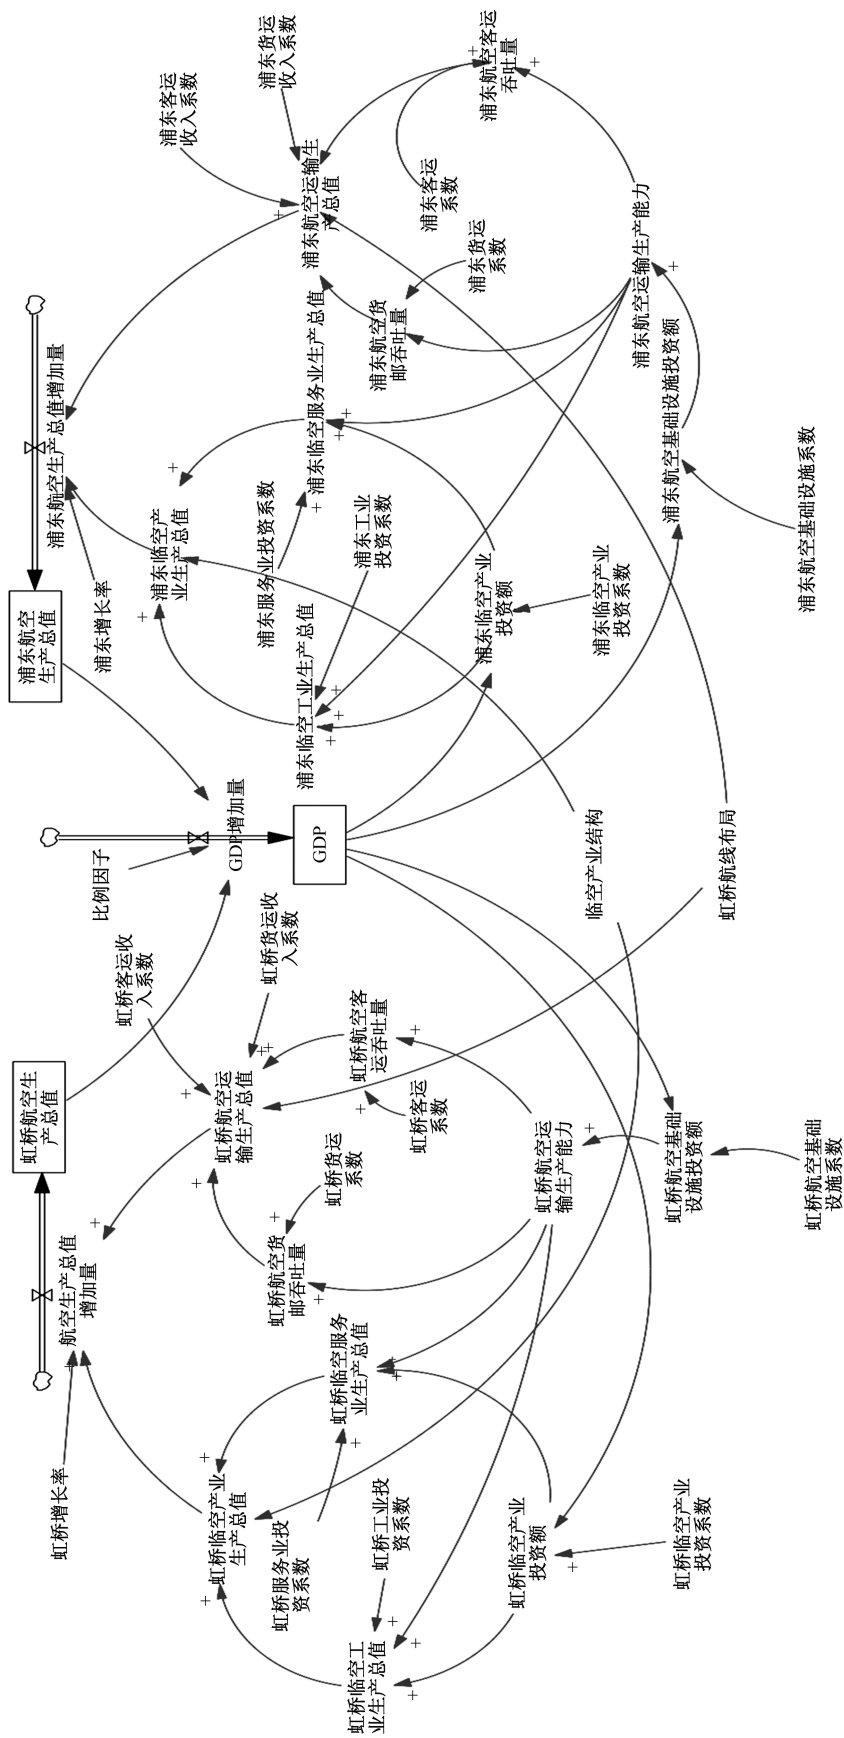 虹桥航空生
产总值
浦东航空
生产总值
虹桥增长率
航空生产总值
增加量
浦东航空生产总值增加量
浦东增长率
比例因子
虹桥客运收
入系数
浦东客运
收入系数
浦东货运
收入系数
浦东临空产
业生产总值
虹桥临空产业
生产总值
虹桥航空运
输生产总值
GDP增加量
虹桥货运收
入系数
浦东服务业投资系数
虹桥服务业投
资系数
虹桥航空货
邮吞吐量
GDP
浦东临空工业生产总值
浦东临空服务业生产总值
浦东航空运输生
产总值
虹桥货运
系数
虹桥临空服务
业生产总值
虹桥临空工
业生产总值
虹桥工业投
资系数
虹桥航空客
运吞吐量
浦东工业
投资系数
浦东航空货
邮吞吐量
虹桥客运
系数
浦东客运
系数
浦东货运
系数
浦东航空客运
吞吐量
浦东临空产业
投资额
虹桥临空产业
投资额
虹桥航空运
输生产能力
临空产业结构
浦东临空产业
投资系数
浦东航空运输生产能力
虹桥临空产业
投资系数
虹桥航空基础
设施投资额
浦东航空基础设施投资额
虹桥航线布局
虹桥航空基础
设施系数
浦东航空基础设施系数